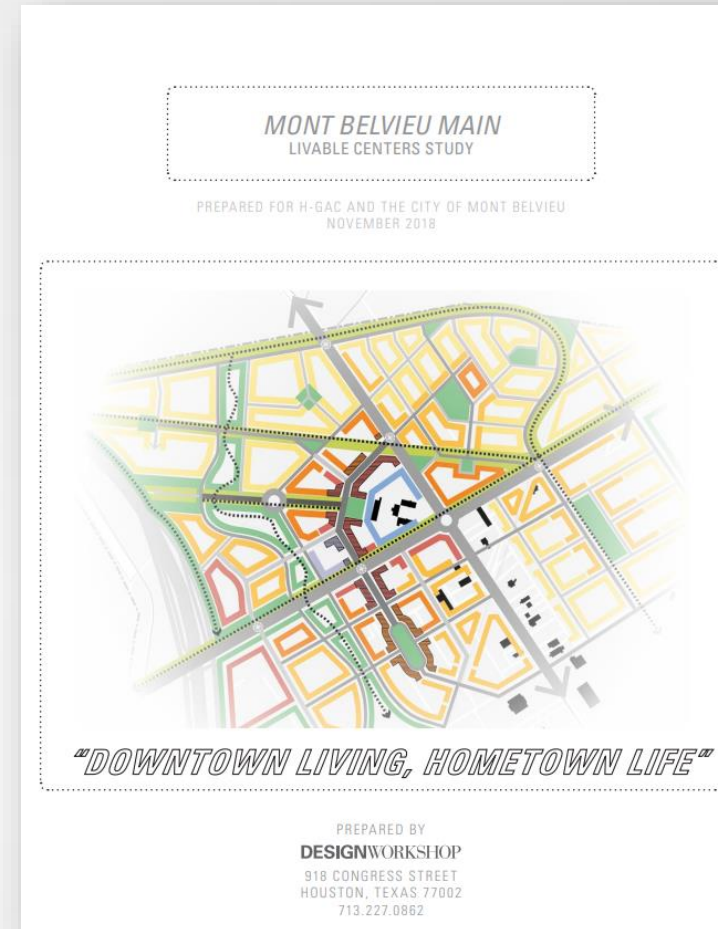 MONT BELVIEU MAIN
LIVABLE CENTERS STUDY
PREPARED FOR H-GAC AND THE CITY OF MONT BELVIEU
NOVEMBER 2018
"DOWNTOWN LIVING, HOMETOWN LIFE"
PREPARED BY
DESIGNWORKSHOP
918 CONGRESS STREET
HOUSTON, TEXAS 77002
713.227.0862